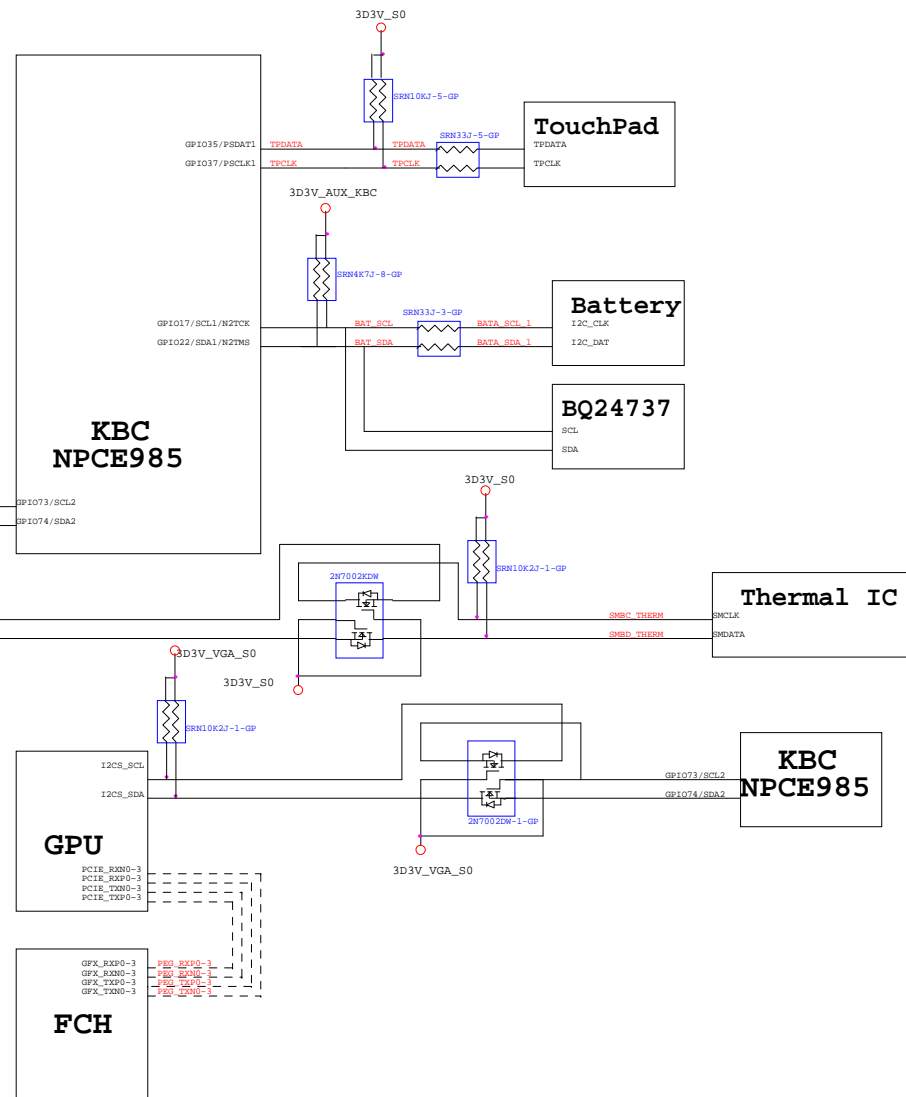 3D3V_S0
SRN10KJ-5-GP
TouchPad
SRN33J-5-GP
GPIO35/PSDAT1 TPDATA TPDATA TPDATA
GPIO37/PSCLK1 TPCLK TPCLK TPCLK
3D3V_AUX_KBC
SRN4K7J-8-GP
Battery
SRN33J-3-GP
GPIO17/SCL1/N2TCK BAT_SCL BATA_SCL_1 I2C_CLK
GPIO22/SDA1/N2TMS BAT_SDA BATA_SDA_1 I2C_DAT
BQ24737
SCL
SDA
KBC
NPCE985
3D3V_S0
GPIO73/SCL2
GPIO74/SDA2
SRN10K2J-1-GP
2N7002KDW
Thermal IC
SMBC_THERM SMCLK
SMBD_THERM SMDATA
3D3V_VGA_S0
3D3V_S0
SRN10K2J-1-GP
I2CS_SCL
I2CS_SDA
KBC
NPCE985
GPIO73/SCL2
GPIO74/SDA2
2N7002DW-1-GP
3D3V_VGA_S0
GPU
PCIE_RXN0-3
PCIE_RXP0-3
PCIE_TXN0-3
PCIE_TXP0-3
GFX_RXP0-3 PEG_RXP0-3
GFX_RXN0-3 PEG_RXN0-3
GFX_TXP0-3 PEG_TXP0-3
GFX_TXN0-3 PEG_TXN0-3
FCH